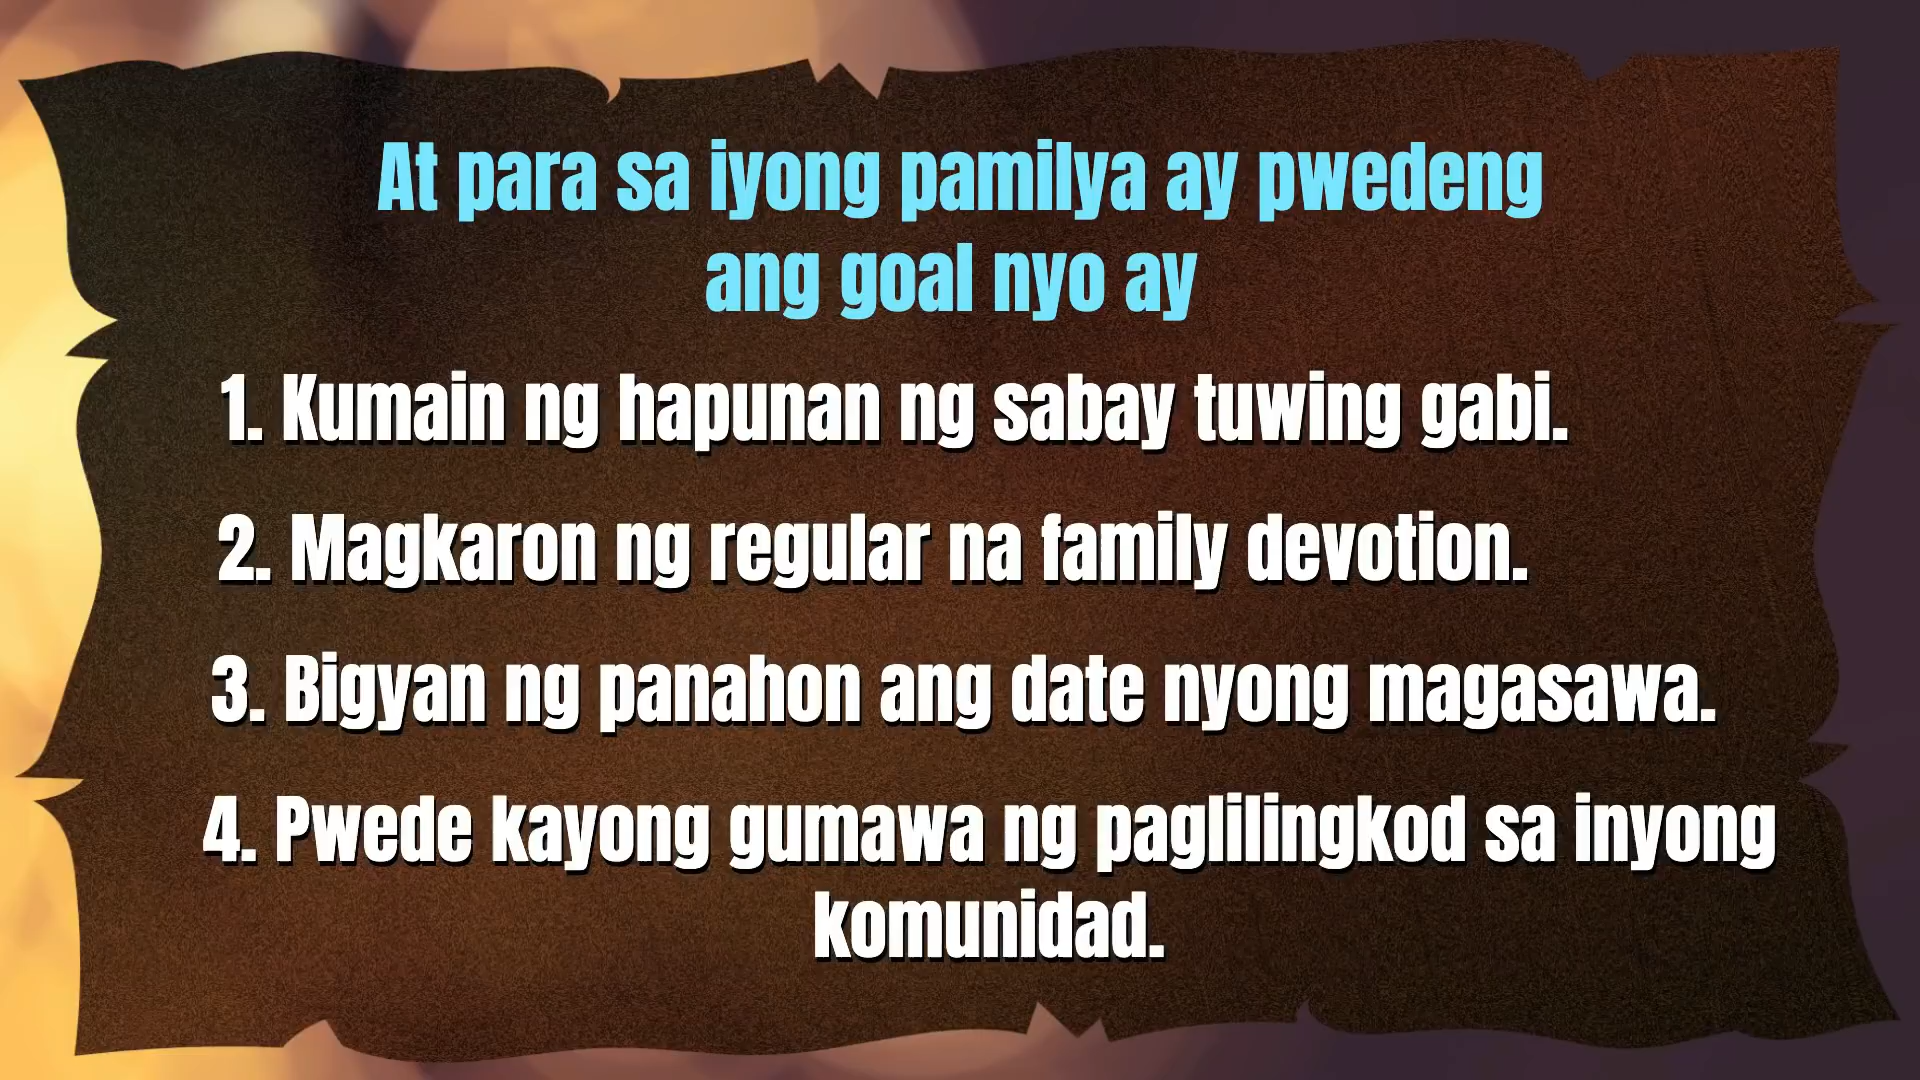 At para sa iyong pamilya ay pwedeng
ang goal nyo ay
1. Kumain ng hapunan ng sabay tuwing gabi.
2. Magkaron ng regular na family devotion.
3. Bigyan ng panahon ang date nyong magasawa.
4. Pwede kayong gumawa ng paglilingkod sa inyong
komunidad.